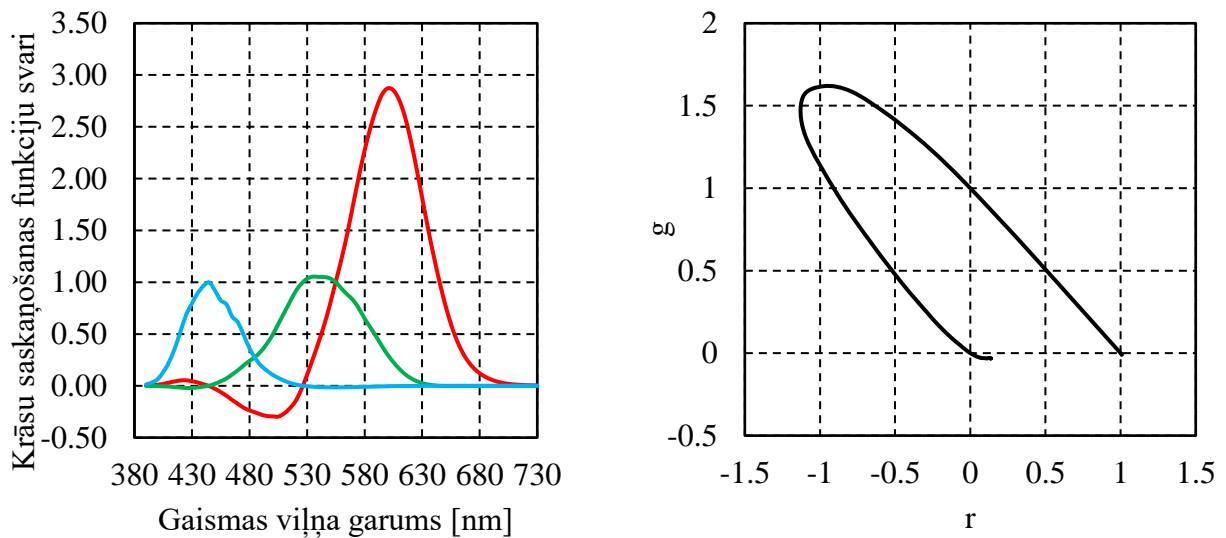 Krāsu saskaņošanas funkciju svari
3.50
3.00
2.50
2.00
1.50
1.00
0.50
0.00
-0.50
380 430 480 530 580 630 680 730
Gaismas viļņa garums [nm]
g
2
1.5
1
0.5
0
-0.5
-1.5 -1 -0.5 0 0.5 1 1.5
r